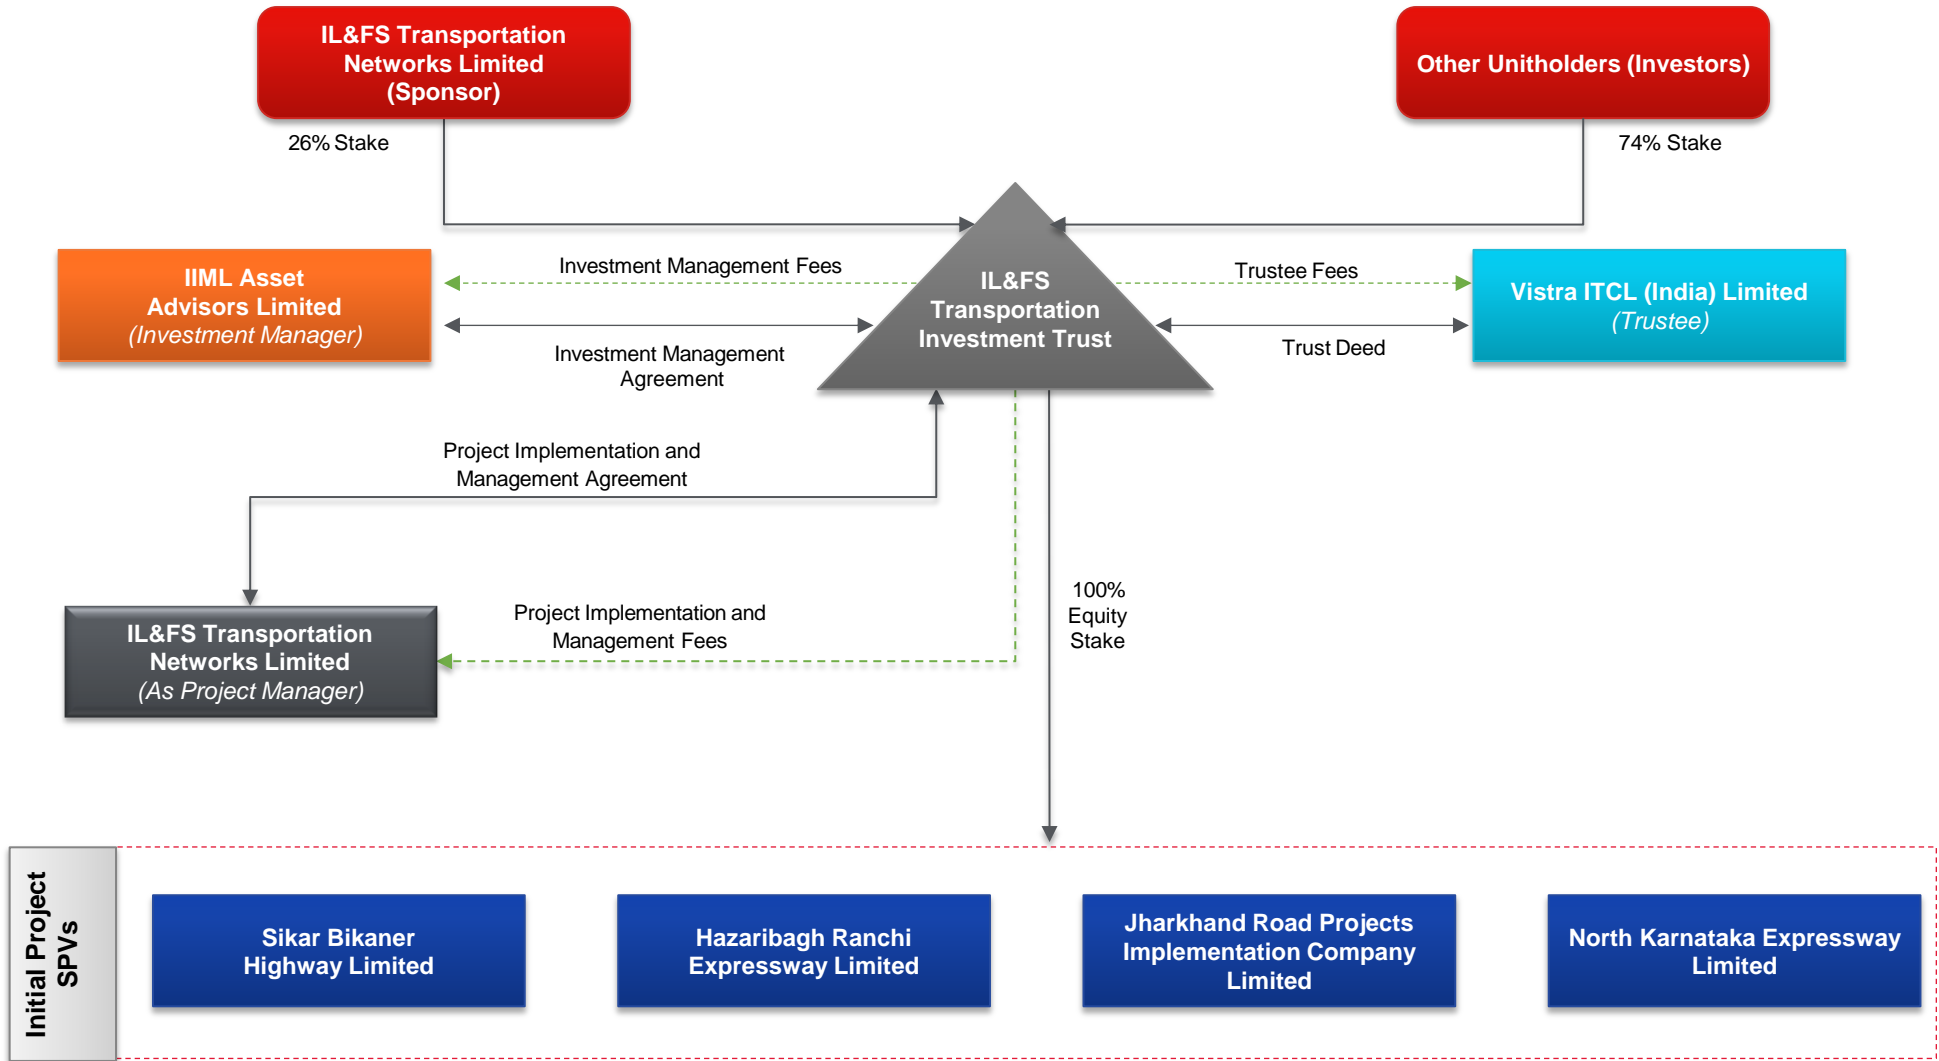 IL&FS Transportation
Networks Limited
(Sponsor)
Other Unitholders (Investors)
26% Stake
74% Stake
IIML Asset
Advisors Limited
(Investment Manager)
Investment Management Fees
Investment Management
Agreement
IL&FS
Transportation
Investment Trust
Trustee Fees
Trust Deed
Vistra ITCL (India) Limited
(Trustee)
Project Implementation and
Management Agreement
IL&FS Transportation
Networks Limited
(As Project Manager)
Project Implementation and
Management Fees
100%
Equity
Stake
Initial Project
SPVs
Sikar Bikaner
Highway Limited
Hazaribagh Ranchi
Expressway Limited
Jharkhand Road Projects
Implementation Company
Limited
North Karnataka Expressway
Limited